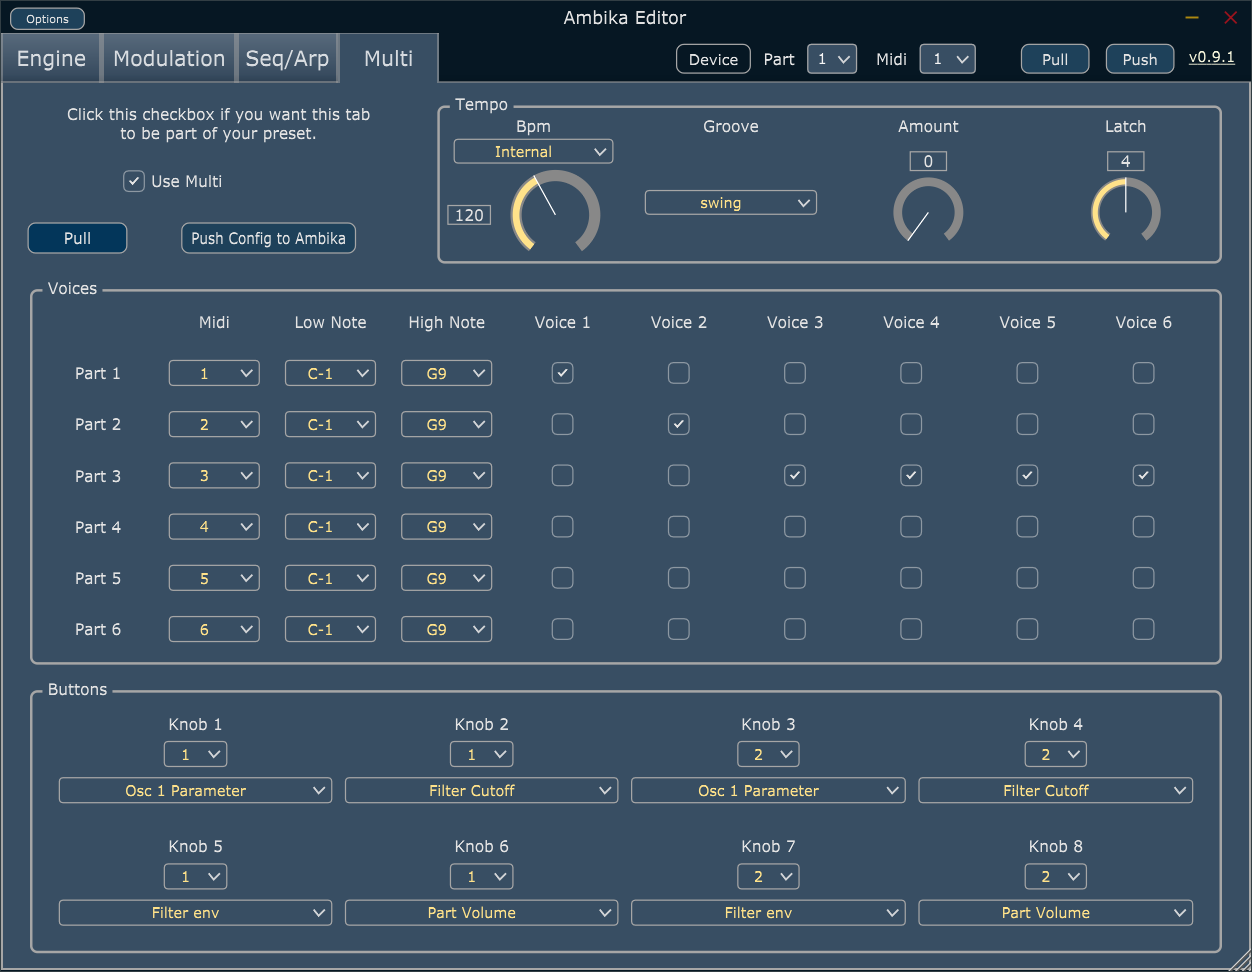 Options
Ambika Editor
Engine Modulation Seq/Arp Multi Device Part 1 Midi 1 Pull Push v0.9.1
Click this checkbox if you want this tab
to be part of your preset.
Use Multi
Pull Push Config to Ambika
Tempo
Bpm Groove Amount Latch
Internal 0 4
120 swing
Voices
Midi Low Note High Note Voice 1 Voice 2 Voice 3 Voice 4 Voice 5 Voice 6
Part 1 1 C-1 G9
Part 2 2 C-1 G9
Part 3 3 C-1 G9
Part 4 4 C-1 G9
Part 5 5 C-1 G9
Part 6 6 C-1 G9
Buttons
Knob 1 Knob 2 Knob 3 Knob 4
1 1 2 2
Osc 1 Parameter Filter Cutoff Osc 1 Parameter Filter Cutoff
Knob 5 Knob 6 Knob 7 Knob 8
1 1 2 2
Filter env Part Volume Filter env Part Volume